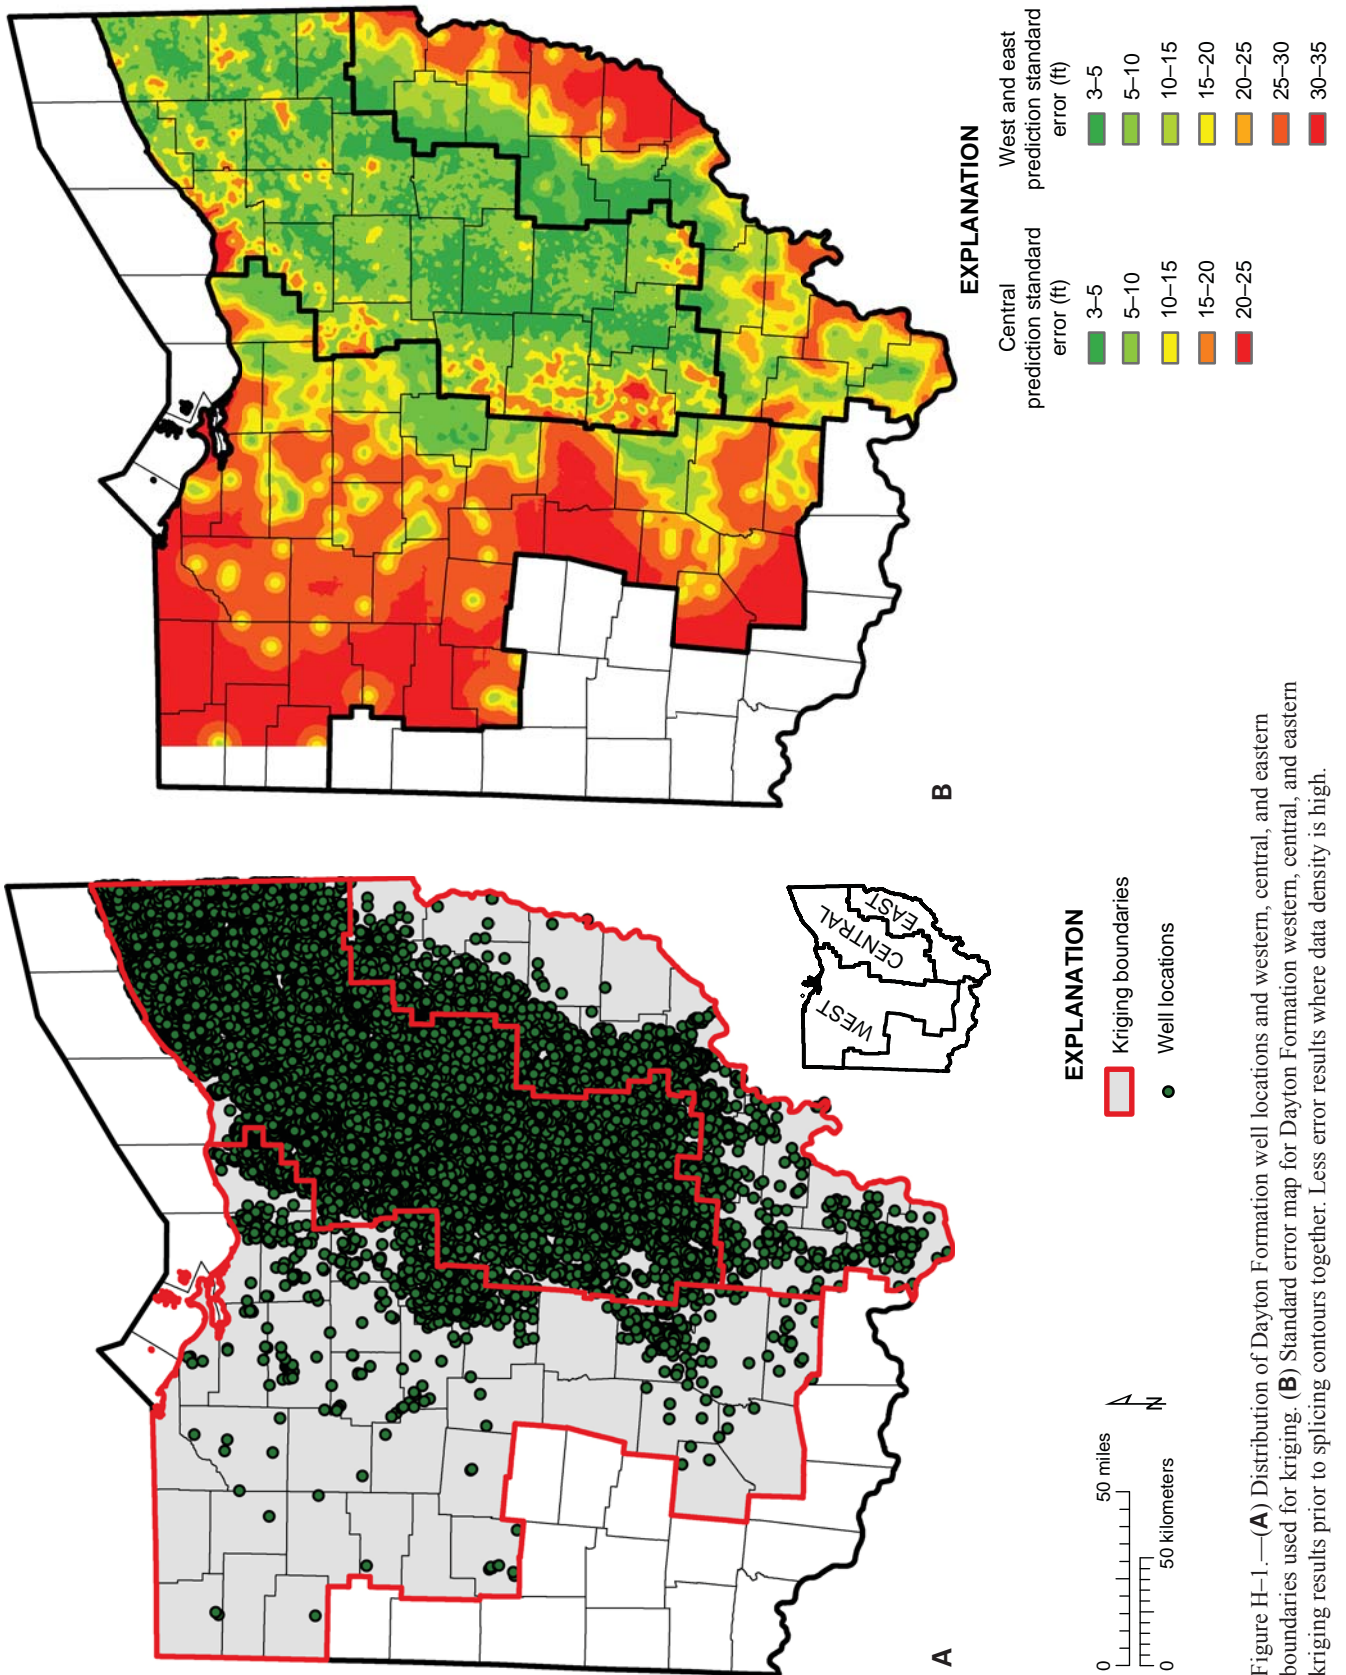 A
WEST
CENTRAL
EAST
0
50 miles
0
50 kilometers
N
EXPLANATION
Kriging boundaries
Well locations
B
EXPLANATION
Central
prediction standard
error (ft)
3–5
5–10
10–15
15–20
20–25
West and east
prediction standard
error (ft)
3–5
5–10
10–15
15–20
20–25
25–30
30–35
Figure H–1.—(A) Distribution of Dayton Formation well locations and western, central, and eastern
boundaries used for kriging. (B) Standard error map for Dayton Formation western, central, and eastern
kriging results prior to splicing contours together. Less error results where data density is high.